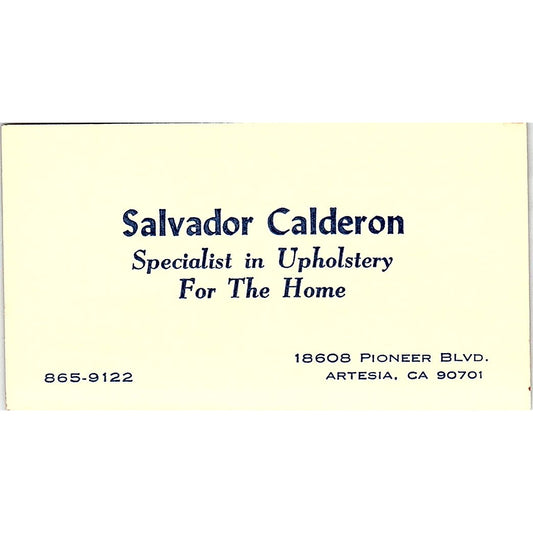 Salvador Calderon
Specialist in Upholstery
For The Home
865-9122
18608 Pioneer Blvd.
Artesia, CA 90701